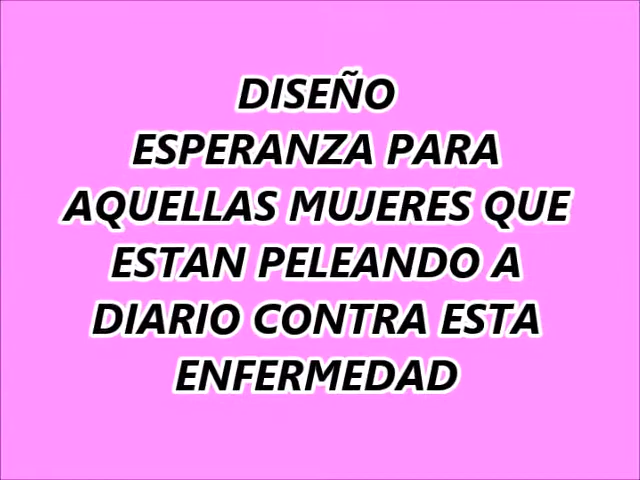 DISEÑO
ESPERANZA PARA
AQUELLAS MUJERES QUE
ESTAN PELEANDO A
DIARIO CONTRA ESTA
ENFERMEDAD